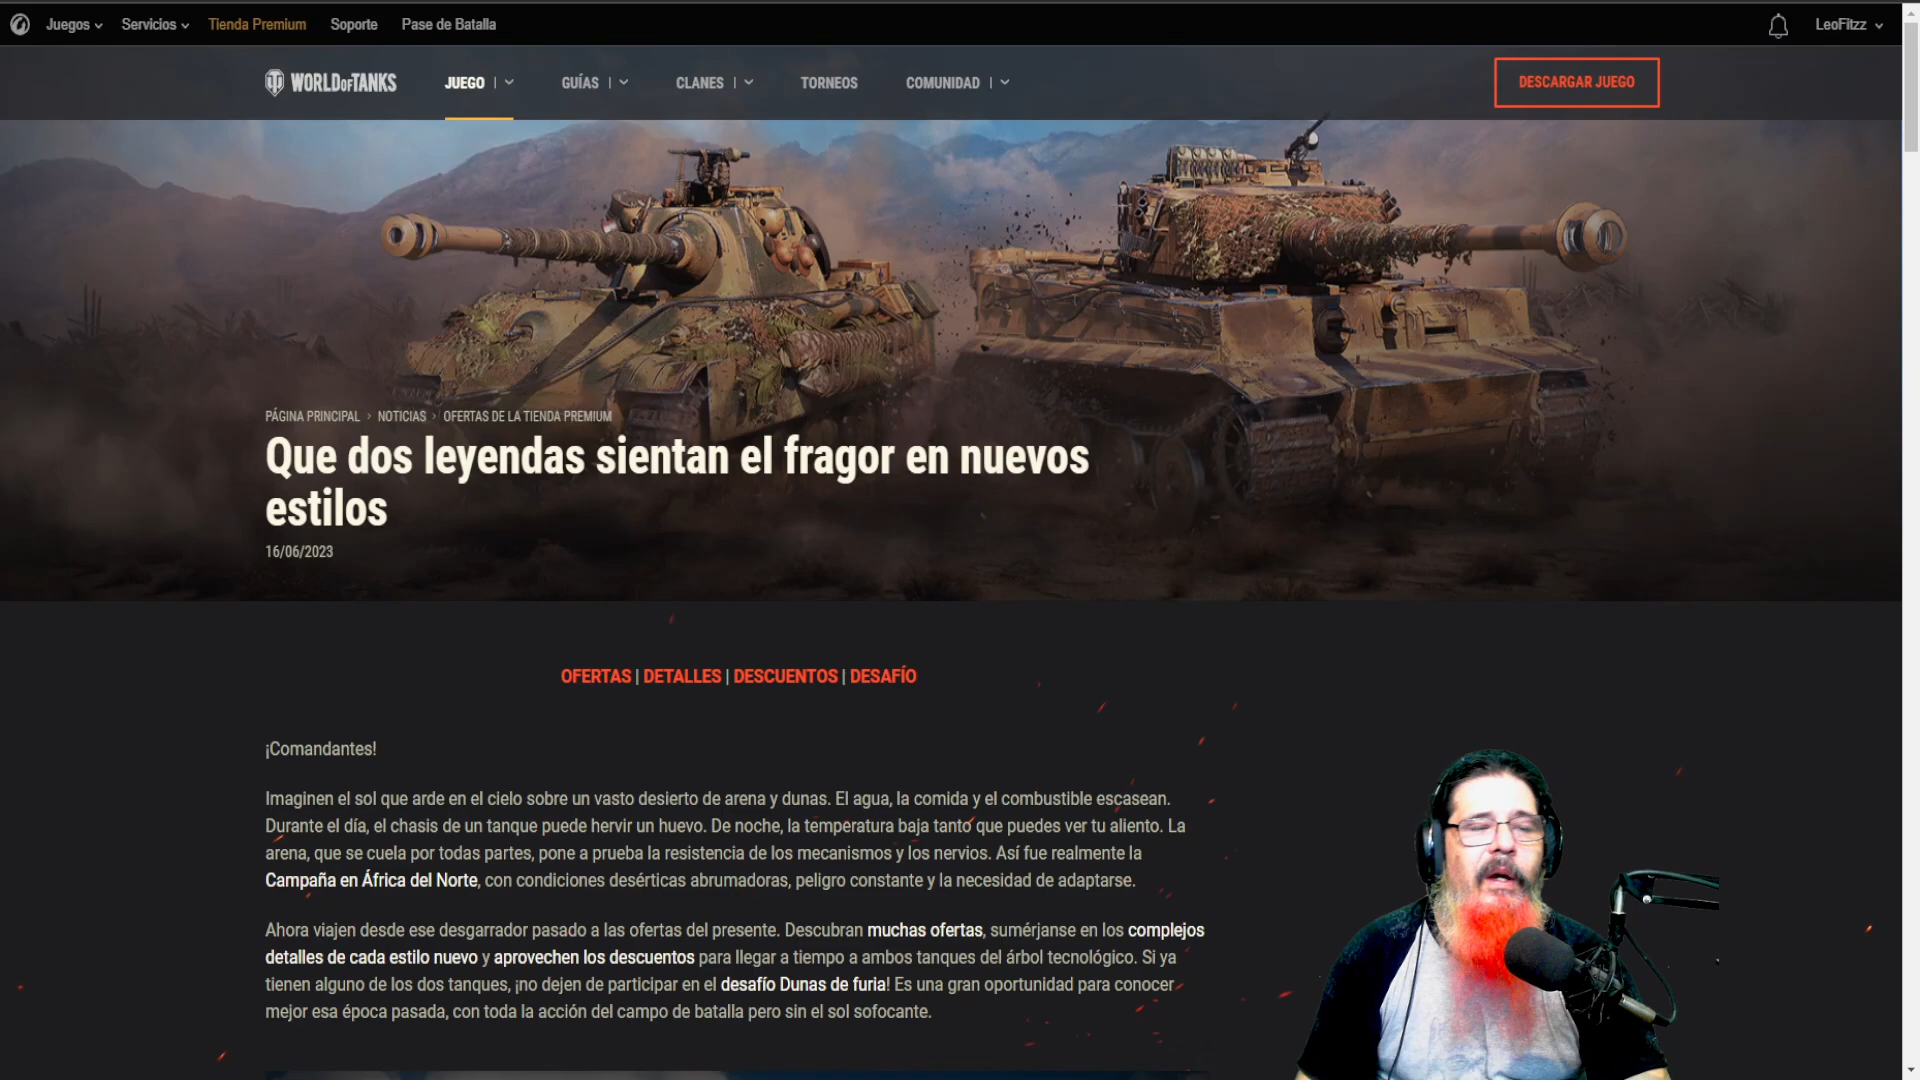 Juegos
Servicios
Tienda Premium
Soporte
Pase de Batalla
LeoFitzz
WORLD OF TANKS
JUEGO
GUÍAS
CLANES
TORNEOS
COMUNIDAD
DESCARGAR JUEGO
PÁGINA PRINCIPAL > NOTICIAS > OFERTAS DE LA TIENDA PREMIUM
Que dos leyendas sientan el fragor en nuevos
estilos
16/06/2023
OFERTAS | DETALLES | DESCUENTOS | DESAFÍO
¡Comandantes!
Imaginen el sol que arde en el cielo sobre un vasto desierto de arena y dunas. El agua, la comida y el combustible escasean.
Durante el día, el chasis de un tanque puede hervir un huevo. De noche, la temperatura baja tanto que puedes ver tu aliento. La
arena, que se cuela por todas partes, pone a prueba la resistencia de los mecanismos y los nervios. Así fue realmente la
Campaña en África del Norte, con condiciones desérticas abrumadoras, peligro constante y la necesidad de adaptarse.
Ahora viajen desde ese desgarrador pasado a las ofertas del presente. Descubran muchas ofertas, sumérjanse en los complejos
detalles de cada estilo nuevo y aprovechen los descuentos para llegar a tiempo a ambos tanques del árbol tecnológico. Si ya
tienen alguno de los dos tanques, ¡no dejen de participar en el desafío Dunas de furia! Es una gran oportunidad para conocer
mejor esa época pasada, con toda la acción del campo de batalla pero sin el sol sofocante.